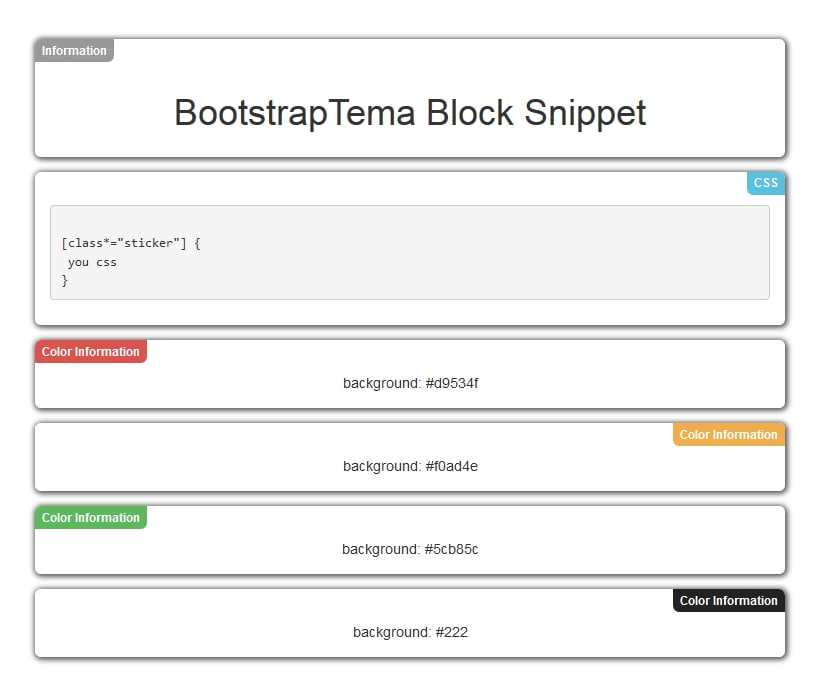 Information
BootstrapTema Block Snippet
CSS
[class*="sticker"] {
 you css
}
Color Information
background: #d9534f
Color Information
background: #f0ad4e
Color Information
background: #5cb85c
Color Information
background: #222